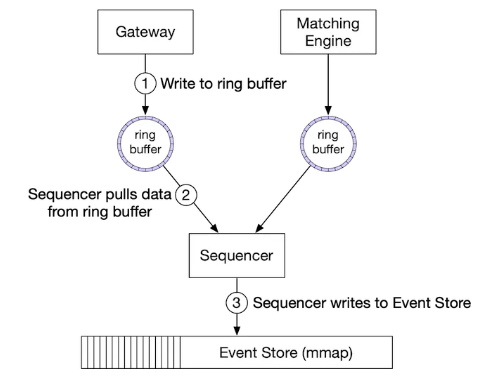 Gateway
Matching
Engine
1 Write to ring buffer
ring
buffer
ring
buffer
Sequencer pulls data 2
from ring buffer
Sequencer
3 Sequencer writes to Event Store
Event Store (mmap)